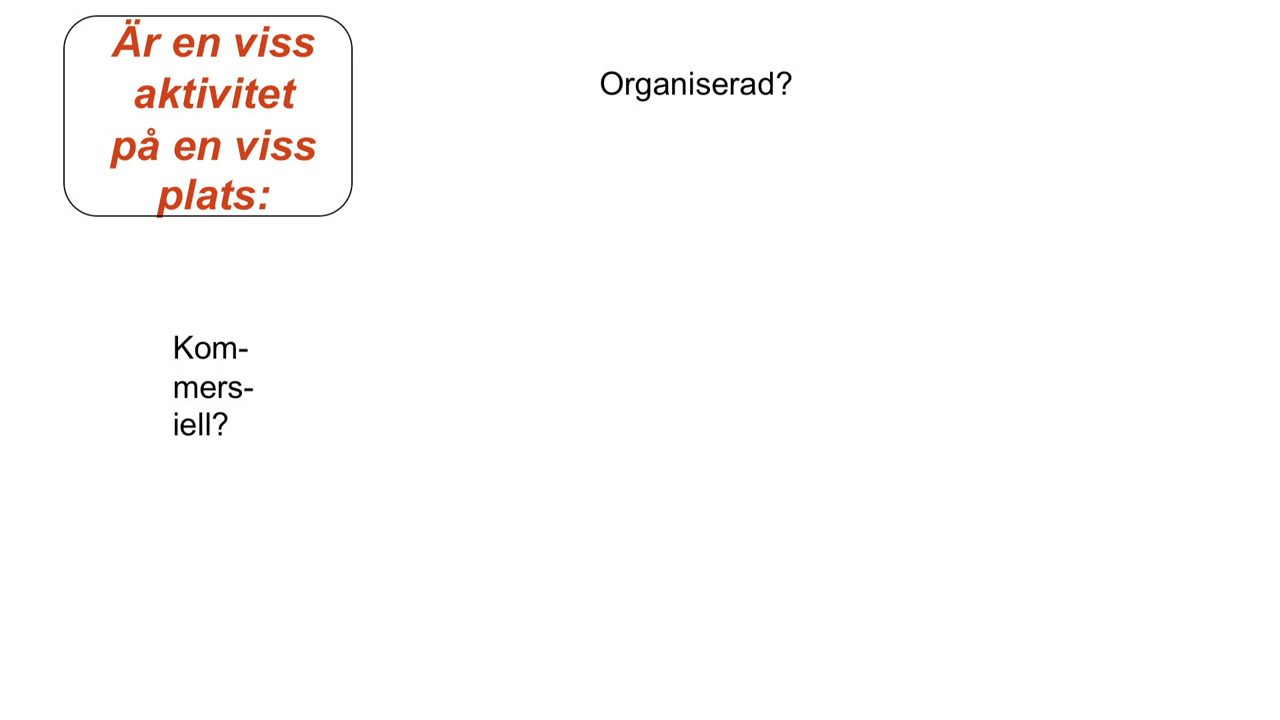 Är en viss
aktivitet
på en viss
plats:
Organiserad?
Kom-
mers-
iell?